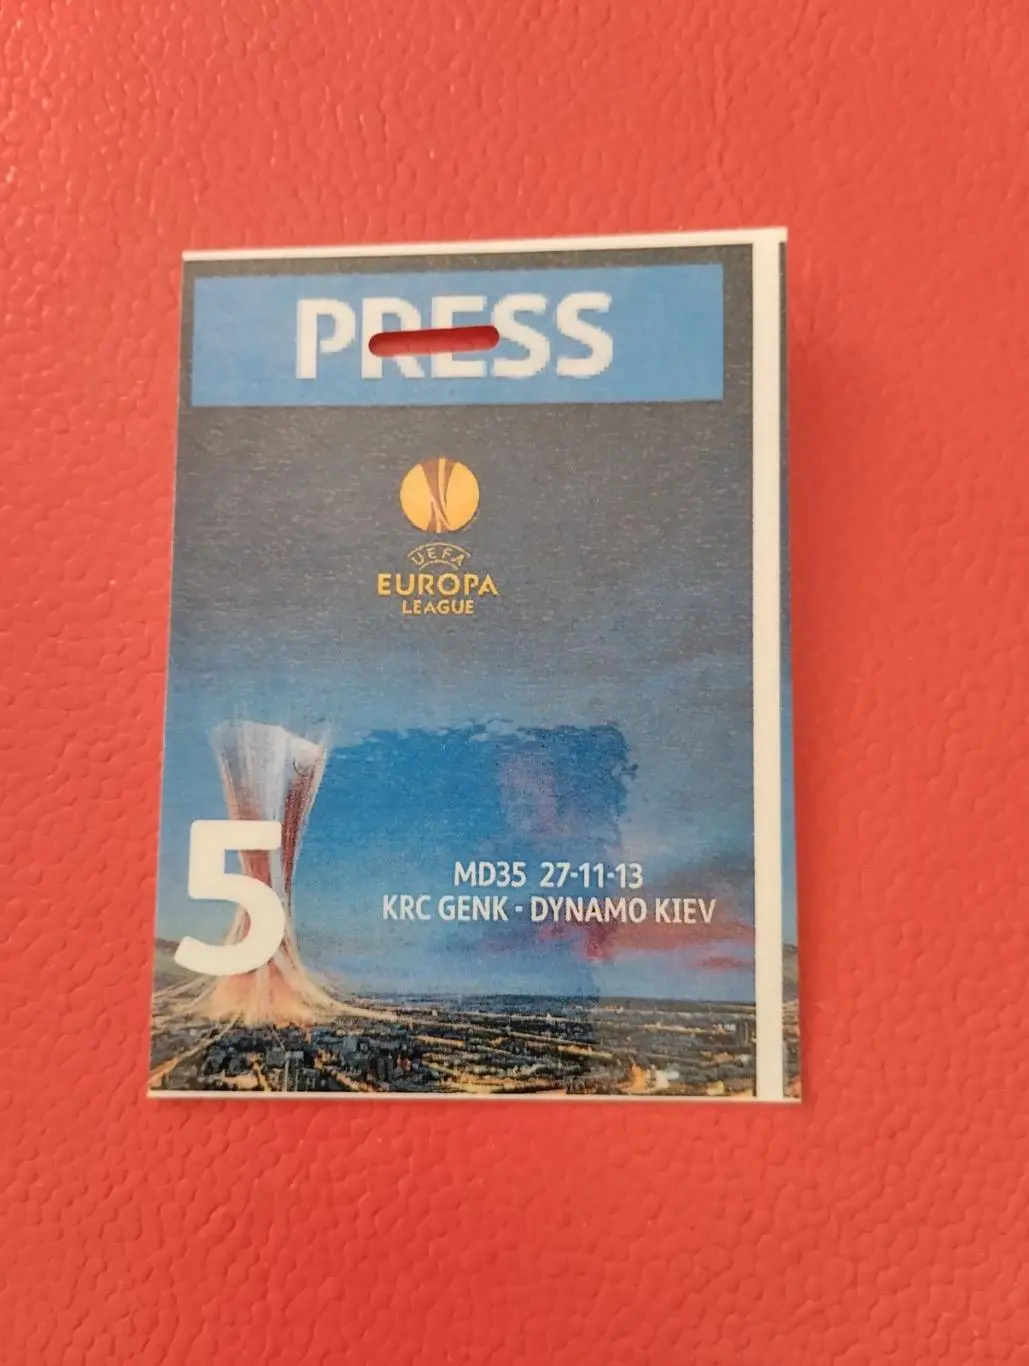 PRESS
UEFA
EUROPA
LEAGUE
5
MD35 27-11-13
KRC GENK - DYNAMO KIEV